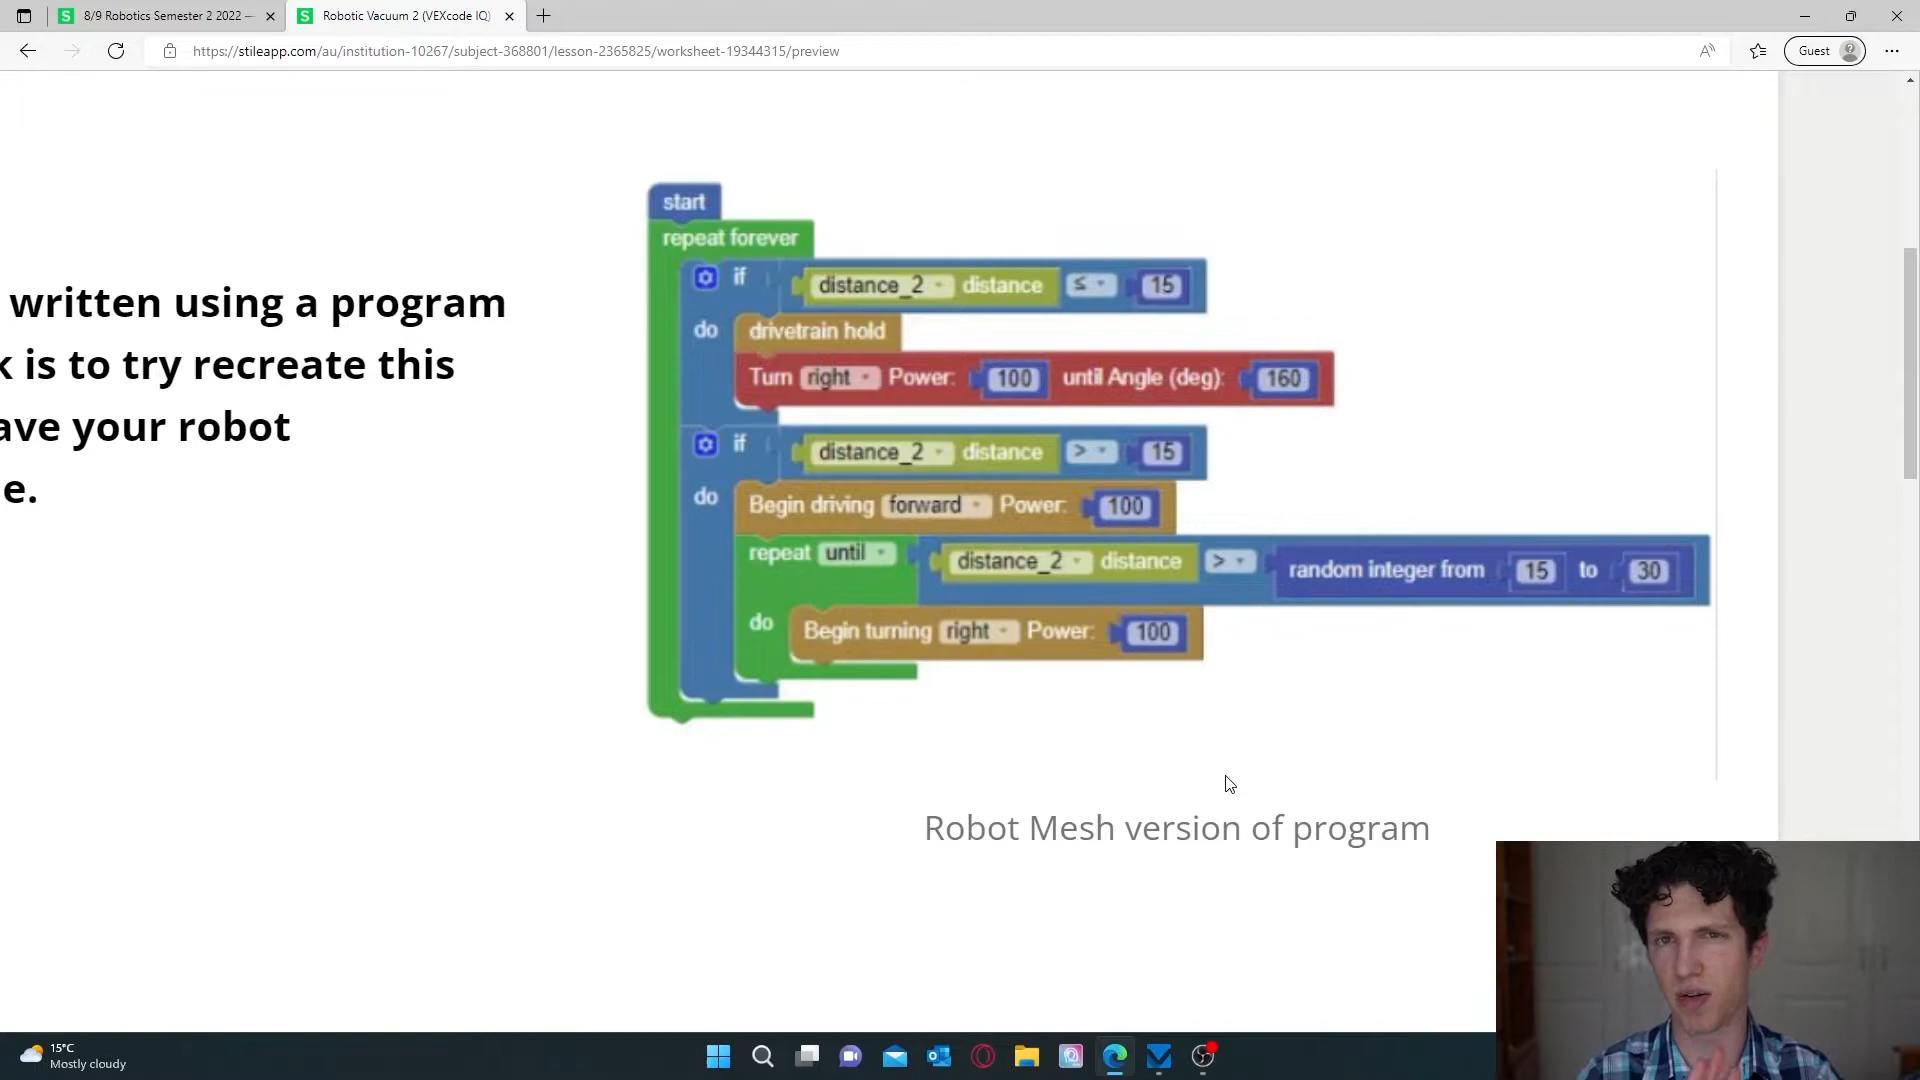 8/9 Robotics Semester 2 2022 —
Robotic Vacuum 2 (VEXcode IQ)
https://stileapp.com/au/institution-10267/subject-368801/lesson-2365825/worksheet-19344315/preview
Guest
written using a program
k is to try recreate this
ave your robot
e.
start
repeat forever
if distance_2 distance ≤ 15
do drivetrain hold
Turn right Power: 100 until Angle (deg): 160
if distance_2 distance > 15
do Begin driving forward Power: 100
repeat until distance_2 distance > random integer from 15 to 30
do Begin turning right Power: 100
Robot Mesh version of program
15°C
Mostly cloudy